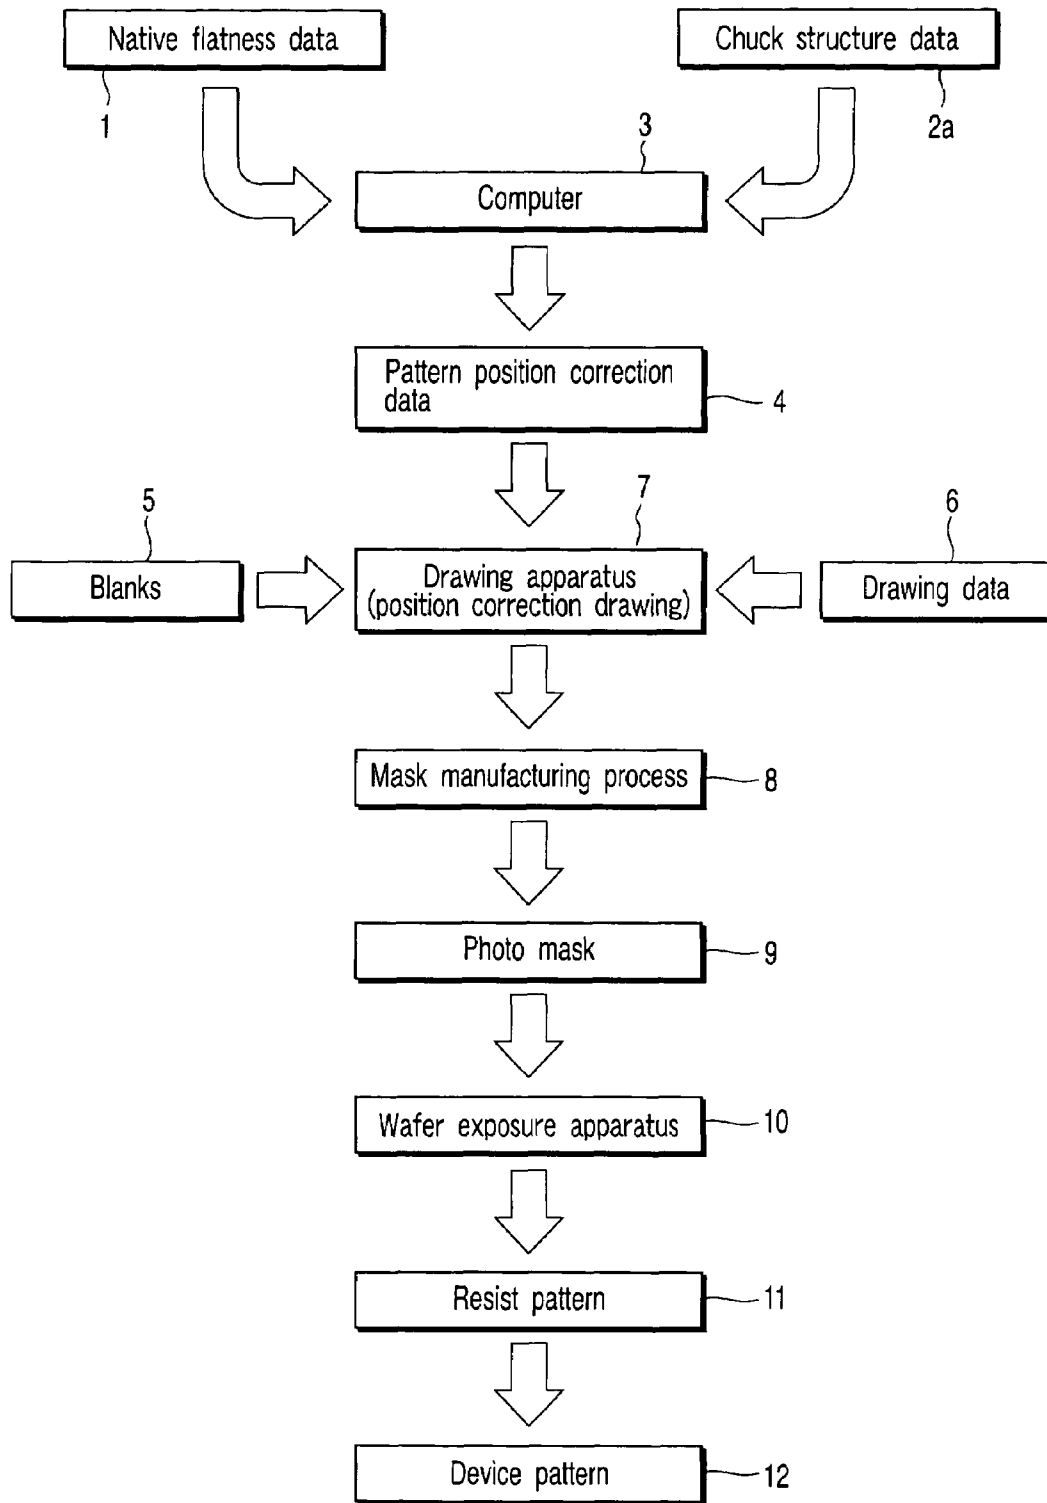 Native flatness data
Chuck structure data
1
2a
3
Computer
Pattern position correction
data
4
5
7
6
Blanks
Drawing apparatus
(position correction drawing)
Drawing data
Mask manufacturing process
8
Photo mask
9
Wafer exposure apparatus
10
Resist pattern
11
Device pattern
12